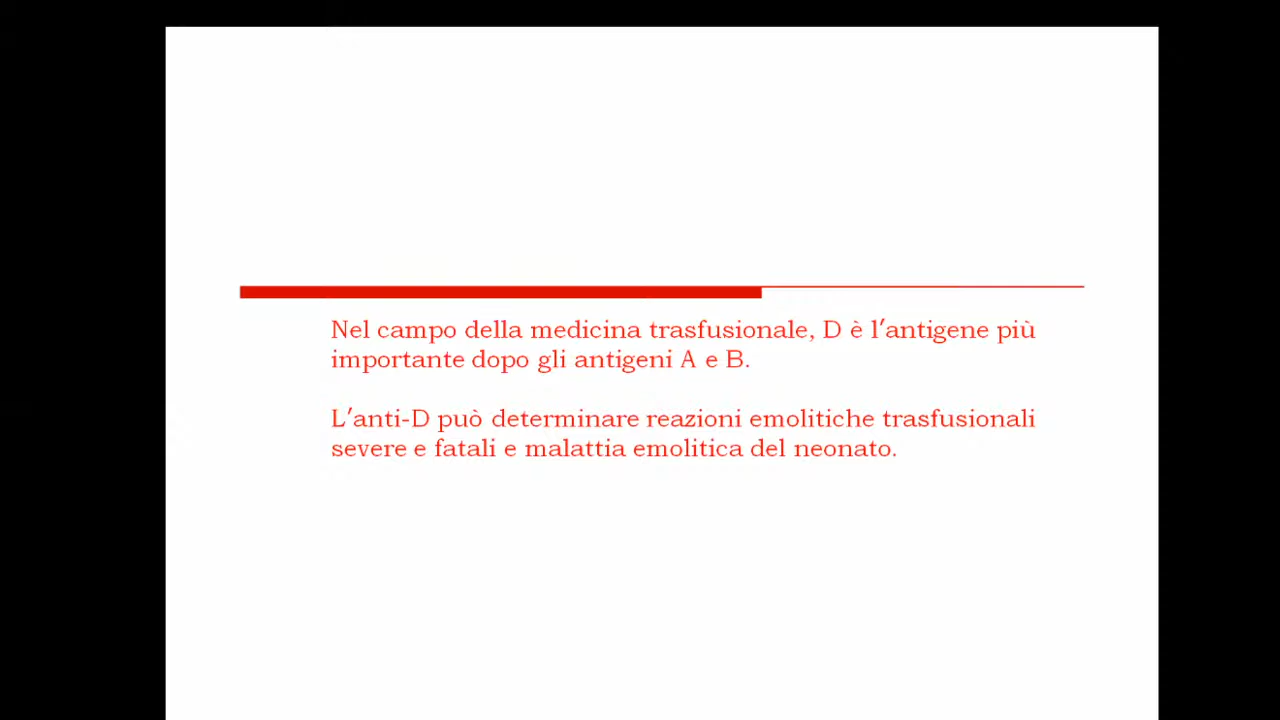 Nel campo della medicina trasfusionale, D è l'antigene più
importante dopo gli antigeni A e B.
L'anti-D può determinare reazioni emolitiche trasfusionali
severe e fatali e malattia emolitica del neonato.